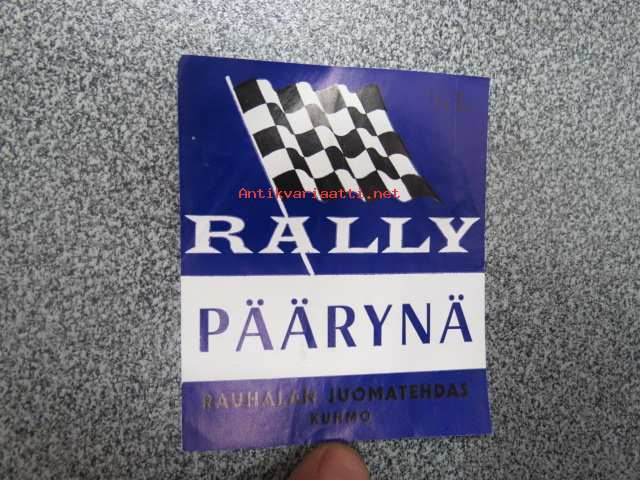 Antikvariaatti.net
RALLY
PÄÄRYNÄ
RAUHALAN JUOMATEHDAS
KUHMO